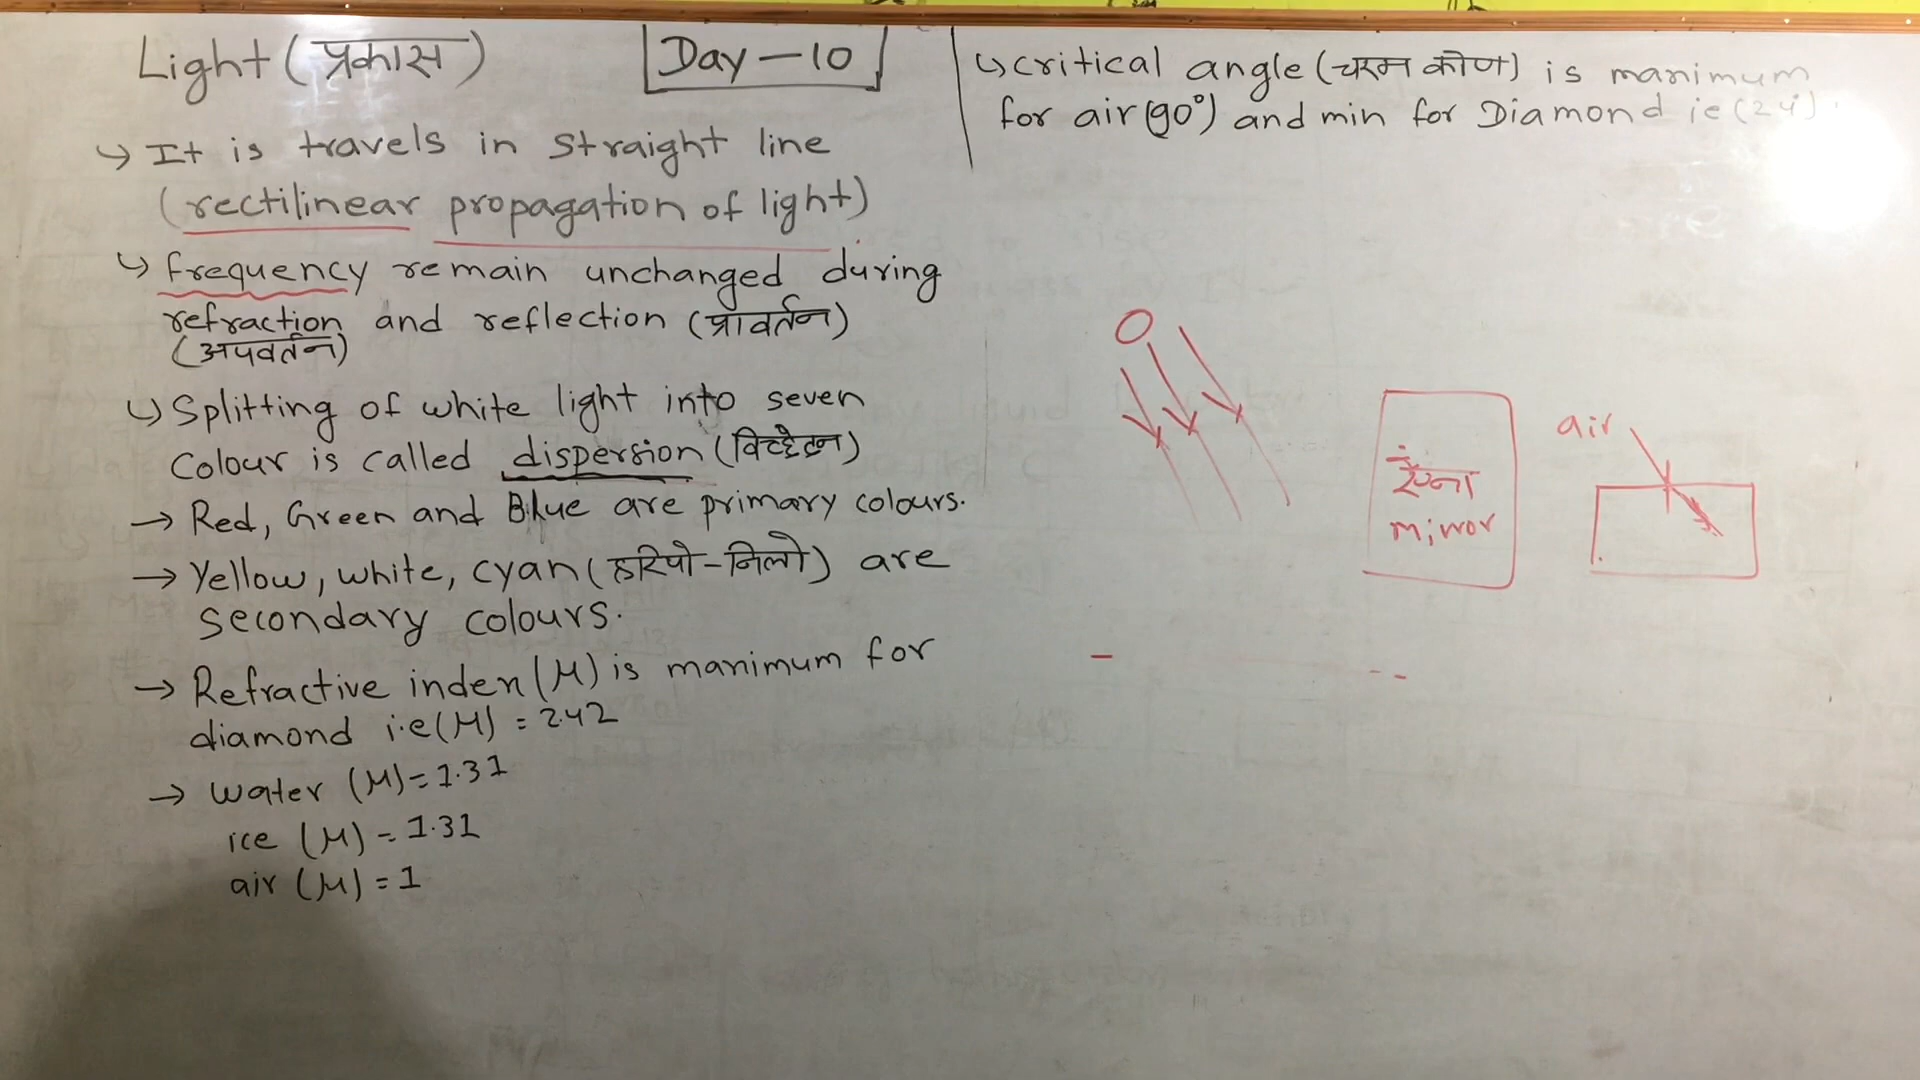 Light (प्रकास)
Day-10
↳ It is travels in straight line
(rectilinear propagation of light)
↳ frequency remain unchanged during
refraction and reflection (प्रावर्तन)
(अपवर्तन)
↳ Splitting of white light into seven
colour is called dispersion (विच्छेदन)
→ Red, Green and Blue are primary colours.
→ Yellow, white, cyan (हरियो-निलो) are
secondary colours.
→ Refractive index (μ) is maximum for
diamond i.e (μ) = 2.42
→ water (μ) = 1.31
ice (μ) - 1.31
air (μ) = 1
↳ critical angle (चरम कोण) is maximum
for air (90°) and min for Diamond ie (24)
ऐना
mirror
air